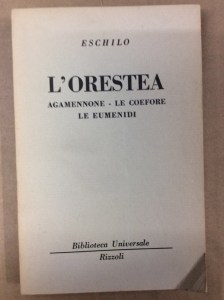 ESCHILO
L'ORESTEA
AGAMENNONE - LE COEFORE
LE EUMENIDI
Biblioteca Universale
Rizzoli